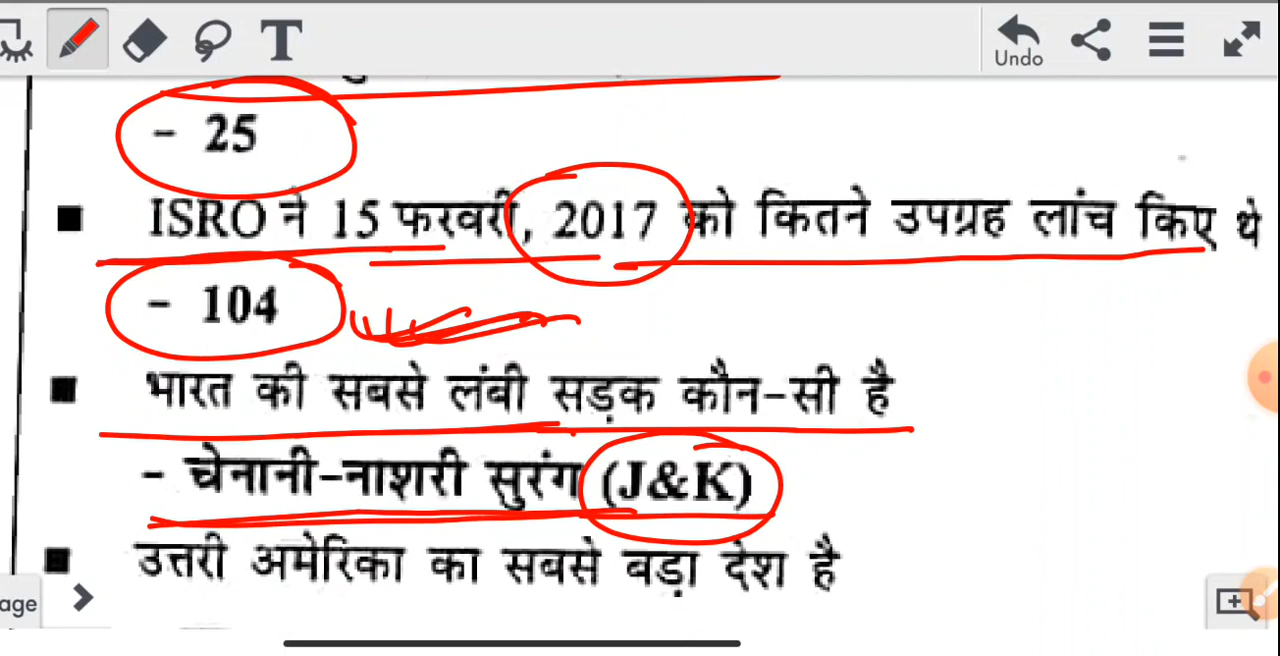 T
Undo
- 25
■ ISRO ने 15 फरवरी, 2017 को कितने उपग्रह लांच किए थे
- 104
■ भारत की सबसे लंबी सड़क कौन-सी है
- चेनानी-नाशरी सुरंग (J&K)
■ उत्तरी अमेरिका का सबसे बड़ा देश है
age